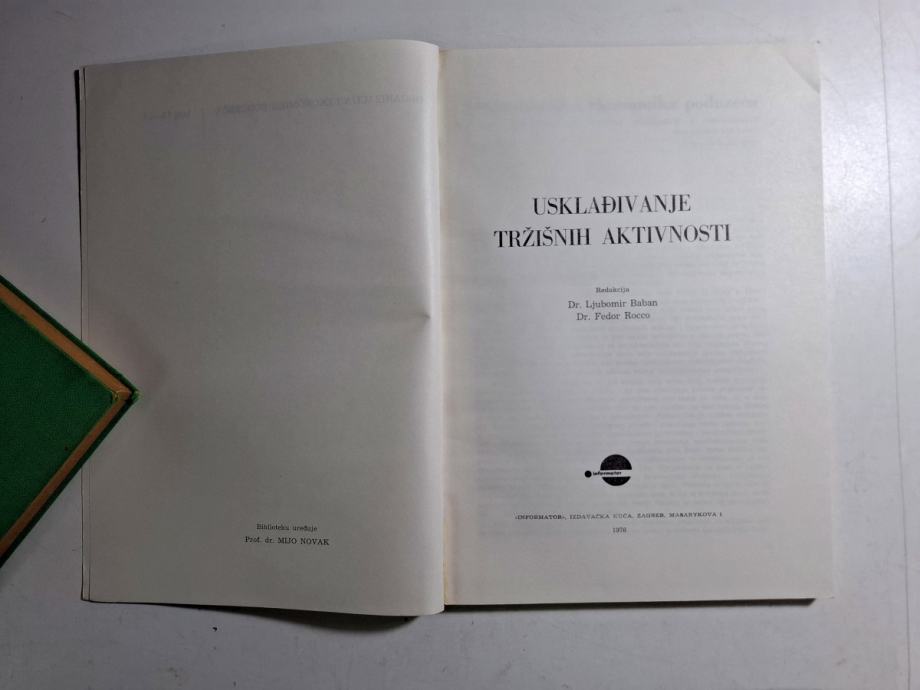 Biblioteku uređuje
Prof. dr. MIJO NOVAK
USKLAĐIVANJE
TRŽIŠNIH AKTIVNOSTI
Redakcija
Dr. Ljubomir Baban
Dr. Fedor Rocco
informator
»INFORMATOR«, IZDAVAČKA KUĆA, ZAGREB, MASARYKOVA 1
1976